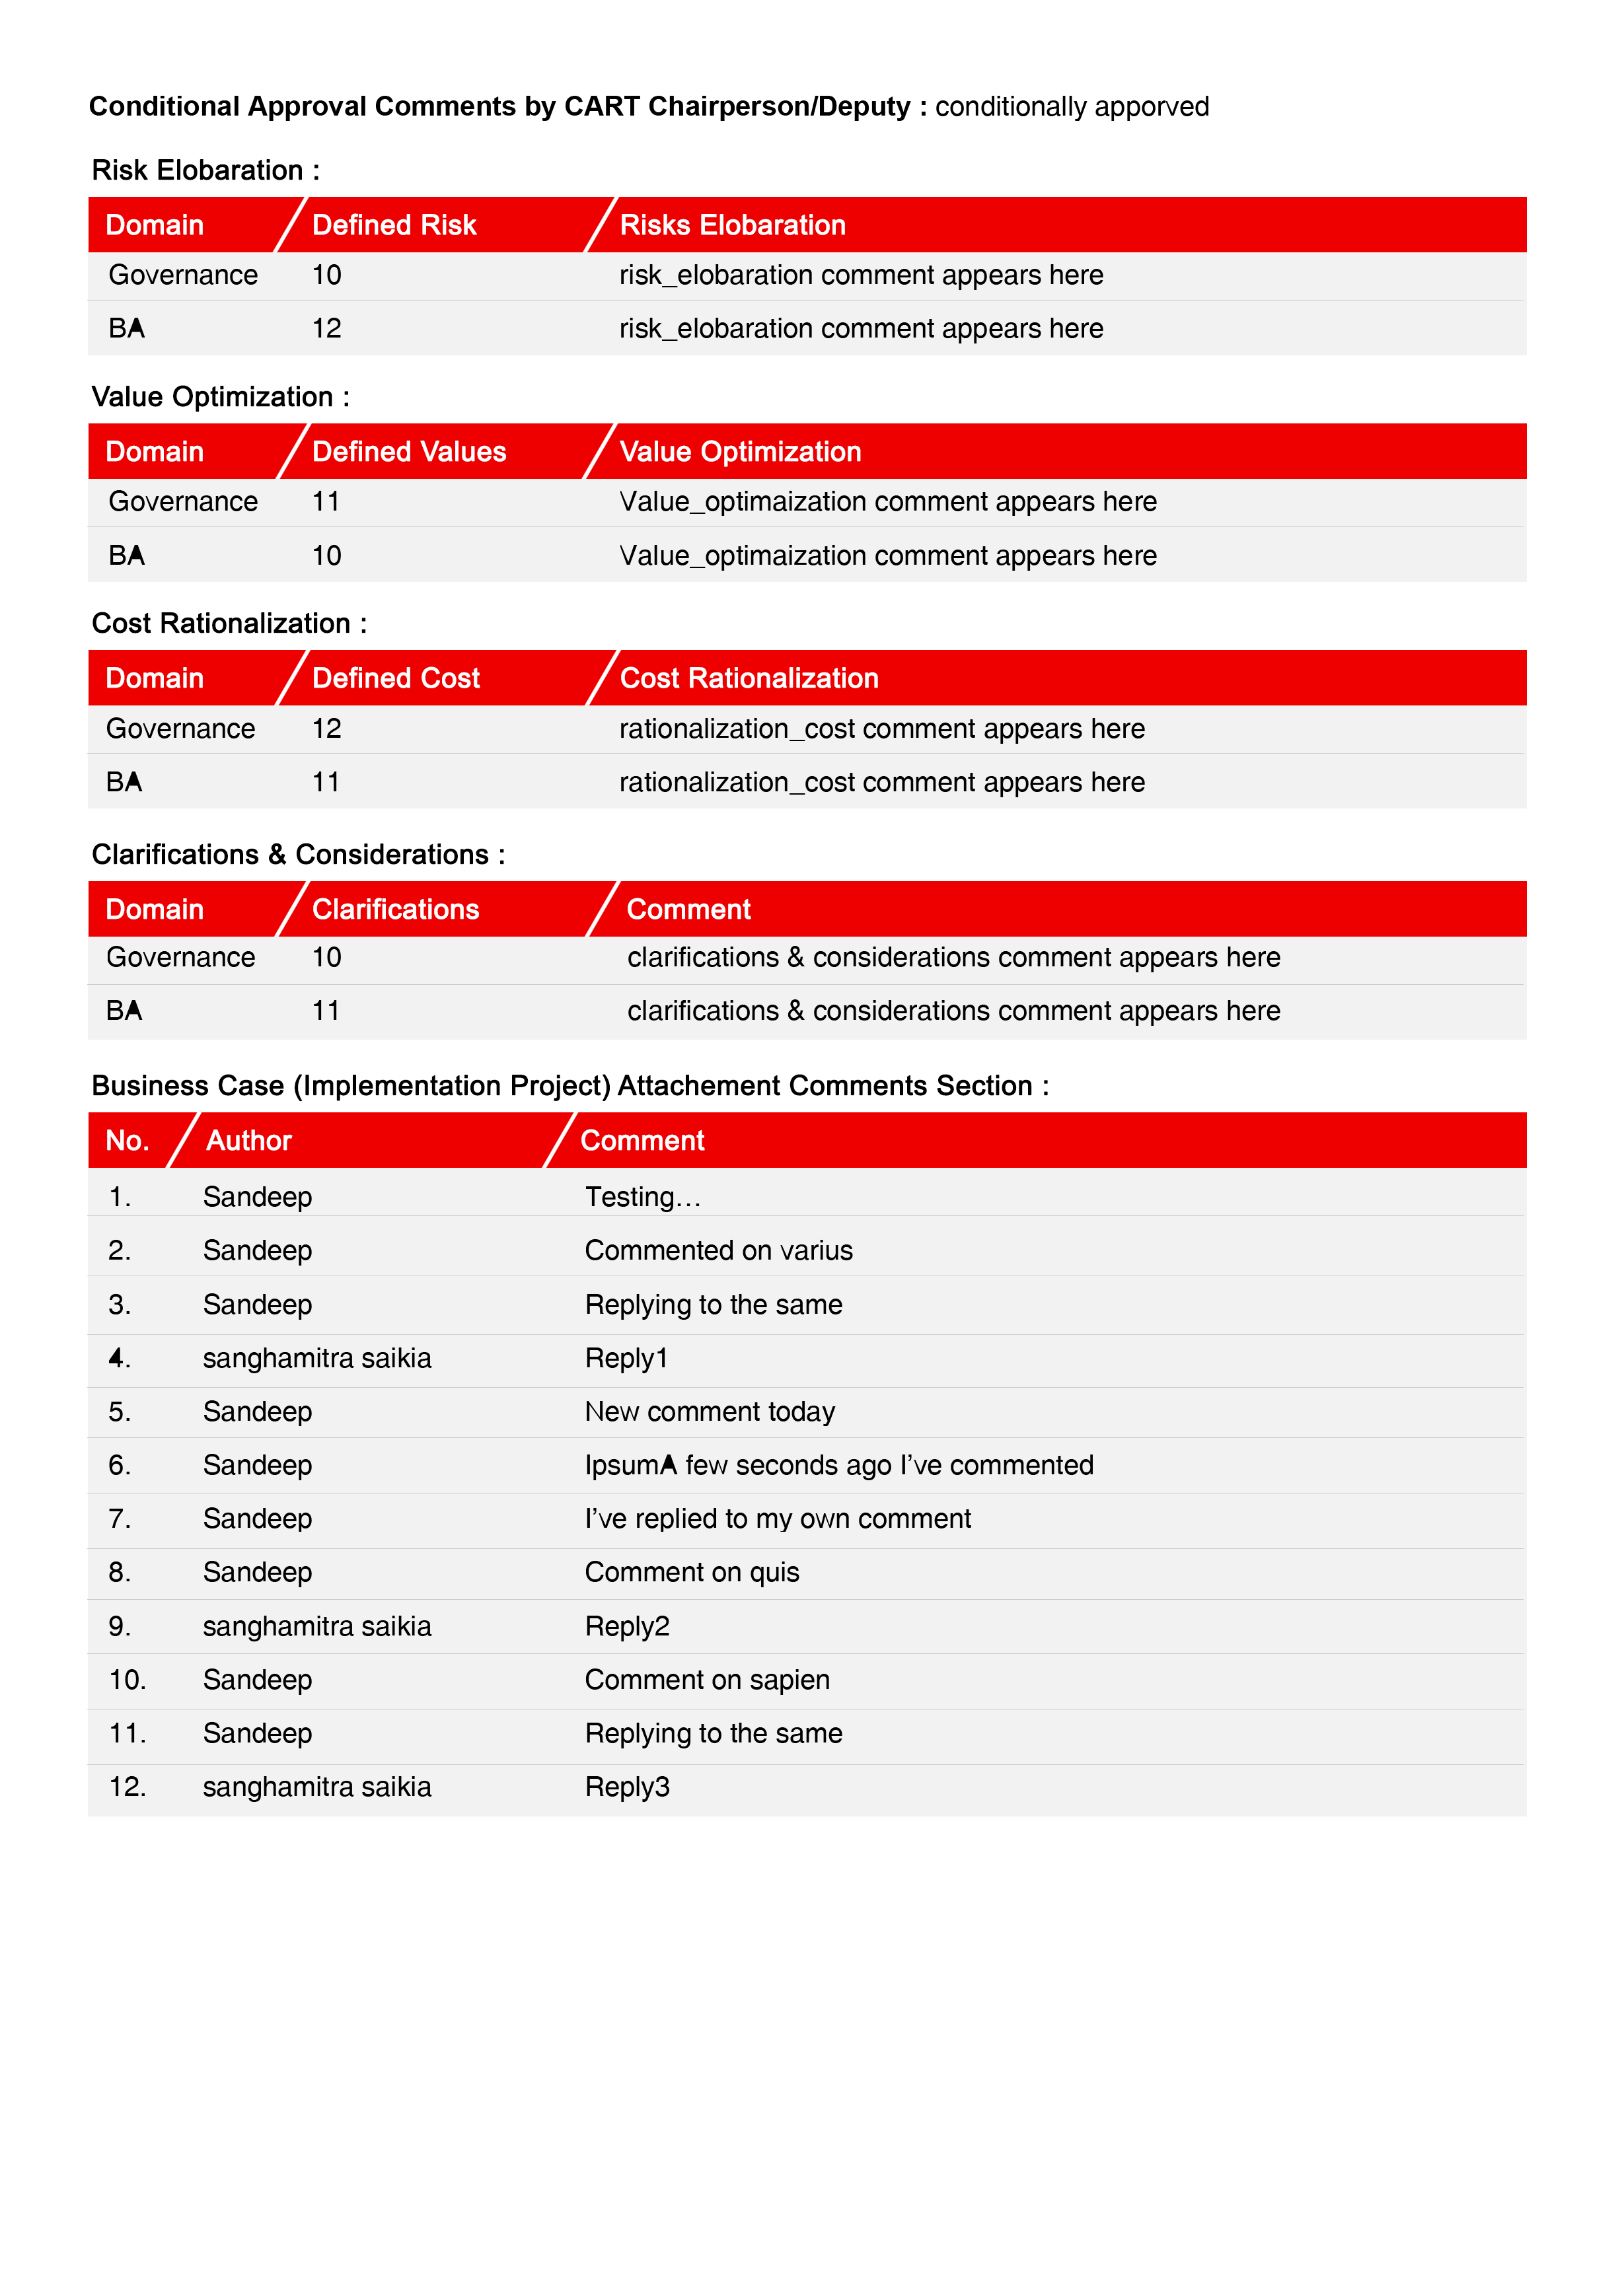 Conditional Approval Comments by CART Chairperson/Deputy : conditionally apporved
Risk Elobaration :
Domain Defined Risk Risks Elobaration
Governance 10 risk_elobaration comment appears here
BA 12 risk_elobaration comment appears here
Value Optimization :
Domain Defined Values Value Optimization
Governance 11 Value_optimaization comment appears here
BA 10 Value_optimaization comment appears here
Cost Rationalization :
Domain Defined Cost Cost Rationalization
Governance 12 rationalization_cost comment appears here
BA 11 rationalization_cost comment appears here
Clarifications & Considerations :
Domain Clarifications Comment
Governance 10 clarifications & considerations comment appears here
BA 11 clarifications & considerations comment appears here
Business Case (Implementation Project) Attachement Comments Section :
No. Author Comment
1. Sandeep Testing...
2. Sandeep Commented on varius
3. Sandeep Replying to the same
4. sanghamitra saikia Reply1
5. Sandeep New comment today
6. Sandeep IpsumA few seconds ago I’ve commented
7. Sandeep I’ve replied to my own comment
8. Sandeep Comment on quis
9. sanghamitra saikia Reply2
10. Sandeep Comment on sapien
11. Sandeep Replying to the same
12. sanghamitra saikia Reply3